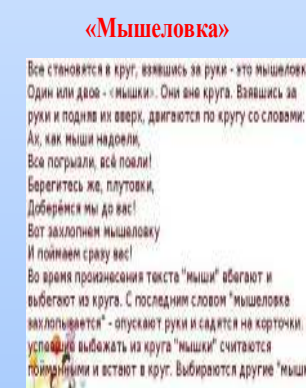 «Мышеловка»
Все становятся в круг, взявшись за руки - это мышеловк
Один или двое - «мышки». Они вне круга. Взявшись за
руки и подняв их вверх, двигаются по кругу со словами:
Ах, как мыши надоели,
Все погрызли, всё поели!
Берегитесь же, плутовки,
Доберёмся мы до вас!
Вот захлопнем мышеловку
И поймаем сразу вас!
Во время произнесения текста "мыши" вбегают и
выбегают из круга. С последним словом "мышеловка
захлопывается" - опускают руки и садятся на корточки.
успевшие выбежать из круга "мышки" считаются
пойманными и встают в круг. Выбираются другие "мыш